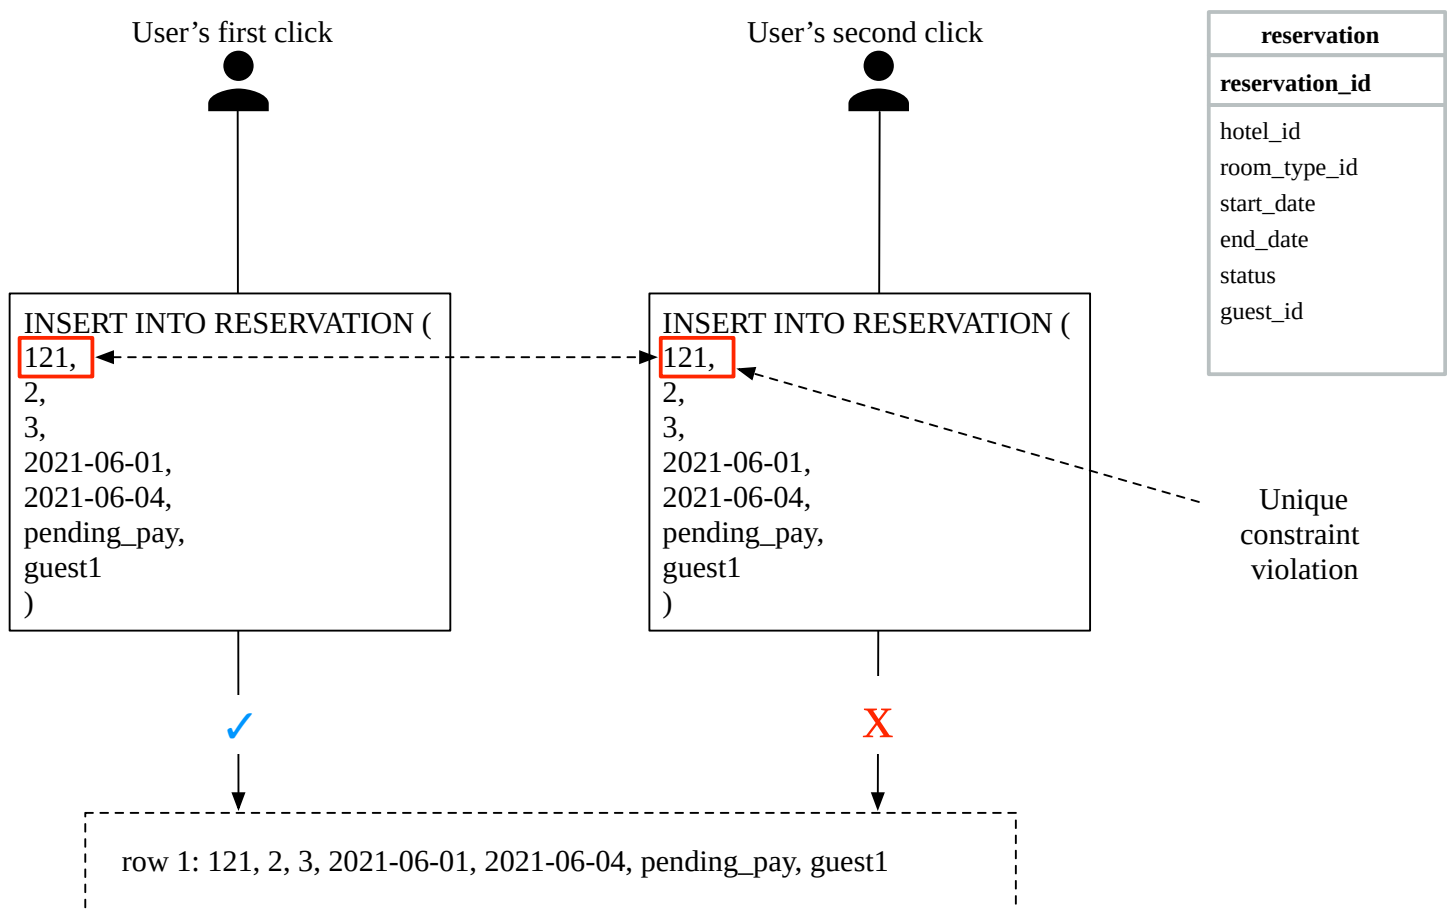 User’s first click
User’s second click
reservation
reservation_id
hotel_id
room_type_id
start_date
end_date
status
guest_id
INSERT INTO RESERVATION (
121,
2,
3,
2021-06-01,
2021-06-04,
pending_pay,
guest1
)
INSERT INTO RESERVATION (
121,
2,
3,
2021-06-01,
2021-06-04,
pending_pay,
guest1
)
Unique
constraint
violation
✓
X
row 1: 121, 2, 3, 2021-06-01, 2021-06-04, pending_pay, guest1